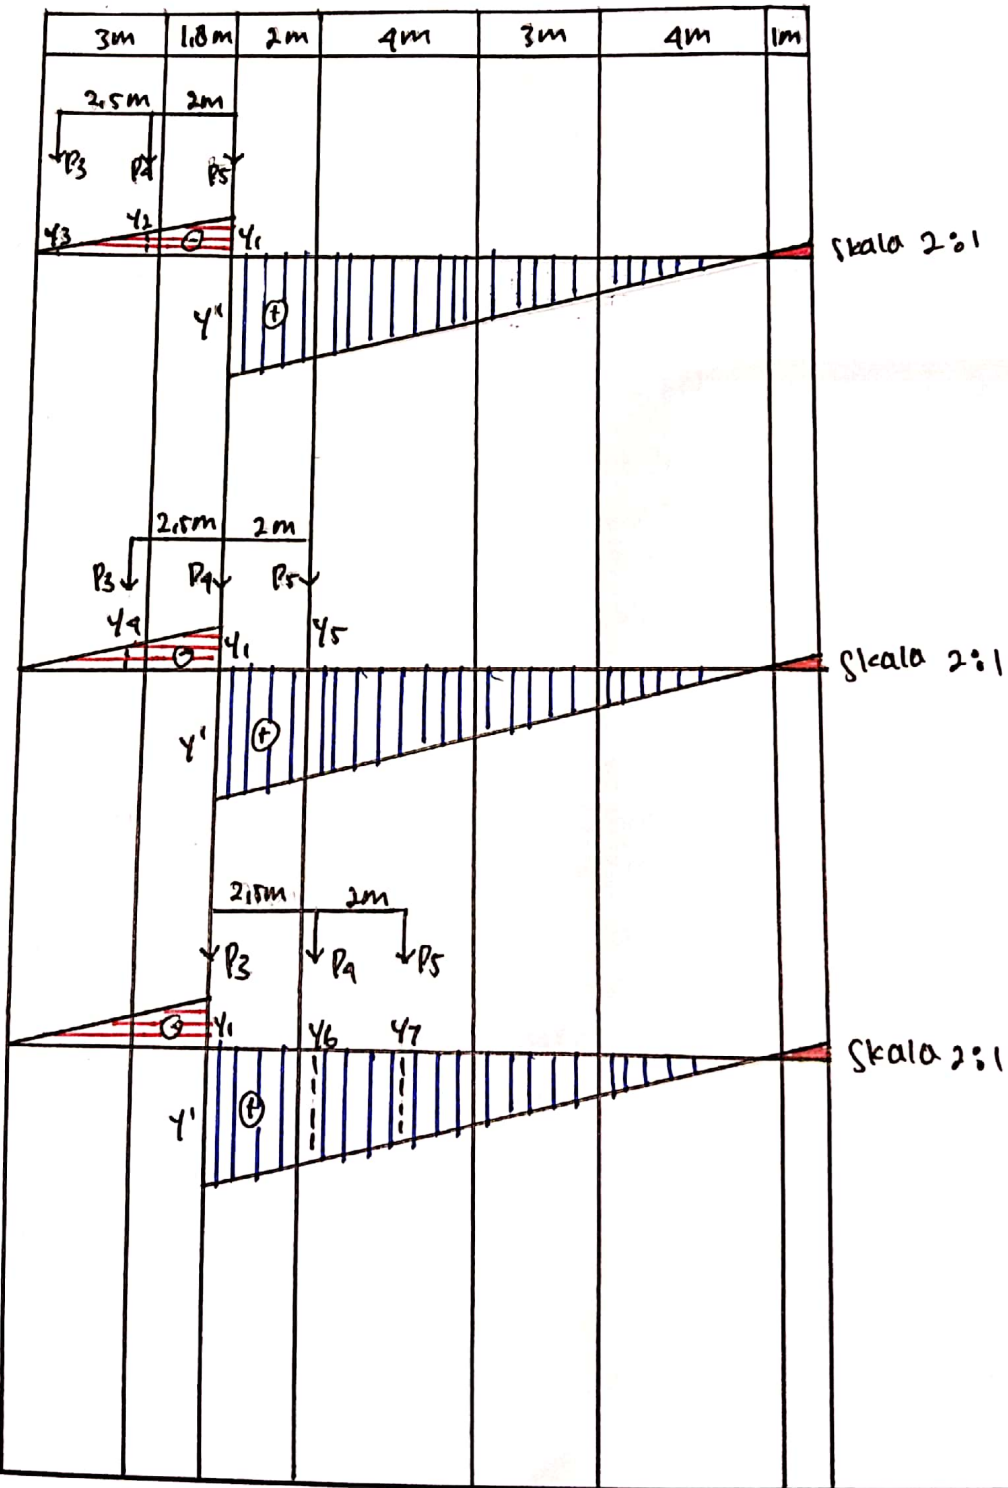 3m 1.8m 2m 4m 3m 4m 1m
2.5m 2m
P3 P4 P5
Y3 Y2 ⊖ Y1
Skala 2:1
Y' ⊕
2.5m 2m
P3 P4 P5
Y4 Y1 Y5
⊖
Skala 2:1
Y' ⊕
2.5m 2m
P3 P4 P5
⊖ Y1 Y6 Y7
Skala 2:1
Y' ⊕